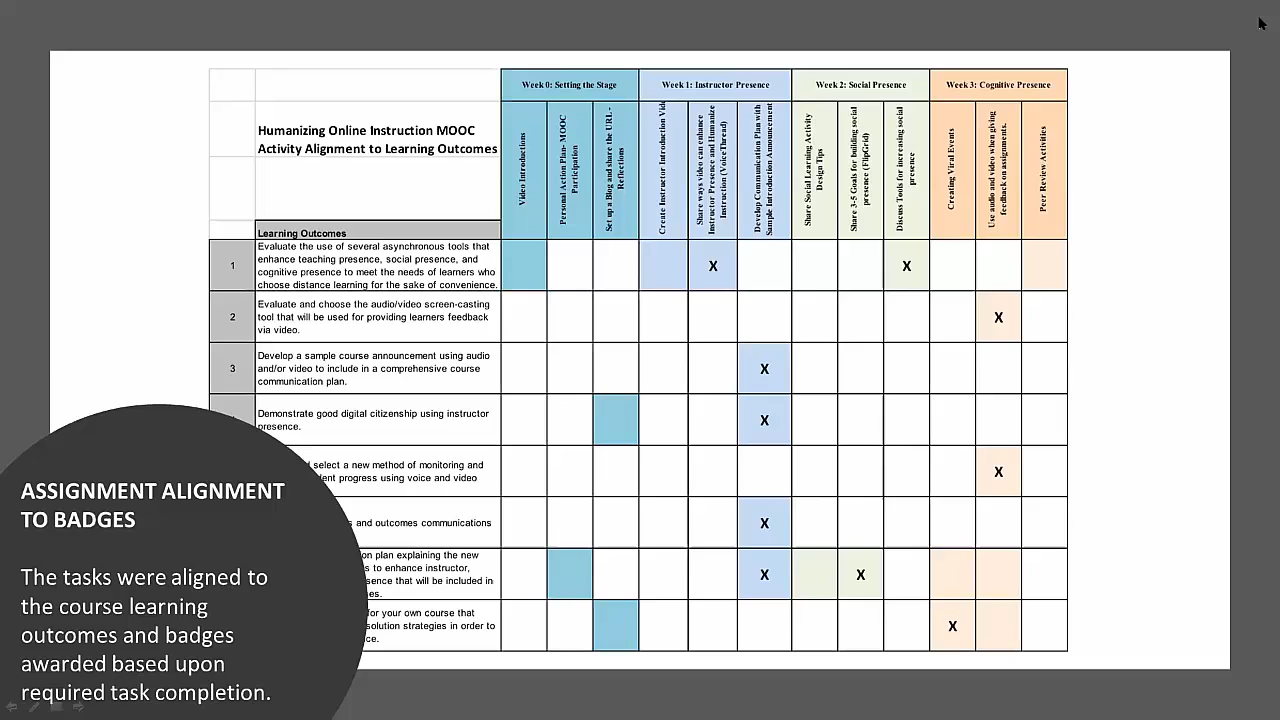 Week 0: Setting the Stage
Week 1: Instructor Presence
Week 2: Social Presence
Week 3: Cognitive Presence
Humanizing Online Instruction MOOC
Activity Alignment to Learning Outcomes
Video Introductions
Personal Action Plan- MOOC
Participation
Set up a Blog and share the URL -
Reflections
Create Instructor Introduction
Share ways video can enhance
Instructor Presence and Humanize
Instruction (VoiceThread)
Develop Communication Plan with
Sample Introduction Announcement
Share Social Learning Activity
Design Tips
Share 3-5 Goals for building social
presence (FlipGrid)
Discuss Tools for increasing social
presence
Creating Viral Events
Use audio and video when giving
feedback on assignments.
Peer Review Activities
Learning Outcomes
1
Evaluate the use of several asynchronous tools that
enhance teaching presence, social presence, and
cognitive presence to meet the needs of learners who
choose distance learning for the sake of convenience.
X
X
2
Evaluate and choose the audio/video screen-casting
tool that will be used for providing learners feedback
via video.
X
3
Develop a sample course announcement using audio
and/or video to include in a comprehensive course
communication plan.
X
Demonstrate good digital citizenship using instructor
presence.
X
select a new method of monitoring and
progress using voice and video
X
and outcomes communications
X
plan explaining the new
to enhance instructor,
that will be included in
X
X
for your own course that
solution strategies in order to
X
ASSIGNMENT ALIGNMENT
TO BADGES
The tasks were aligned to
the course learning
outcomes and badges
awarded based upon
required task completion.